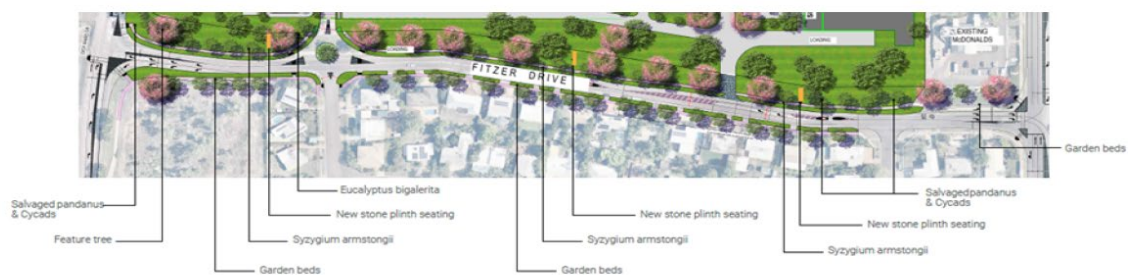 EXISTING
McDONALDS
LOADING
LOADING
FITZER DRIVE
Garden beds
Salvaged pandanus
& Cycads
Eucalyptus bigalerita
Salvagedpandanus
& Cycads
New stone plinth seating
New stone plinth seating
New stone plinth seating
Feature tree
Syzygium armstongii
Syzygium armstongii
Syzygium armstongii
Garden beds
Garden beds